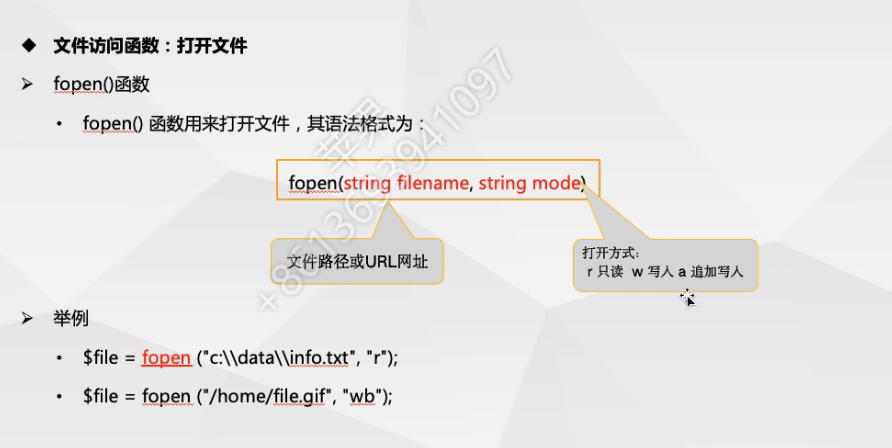 文件访问函数：打开文件
fopen()函数
fopen() 函数用来打开文件，其语法格式为：
fopen(string filename, string mode)
文件路径或URL网址
打开方式:
r 只读 w 写入 a 追加写入
举例
$file = fopen ("c:\\data\\info.txt", "r");
$file = fopen ("/home/file.gif", "wb");
苹果
+8613693941097